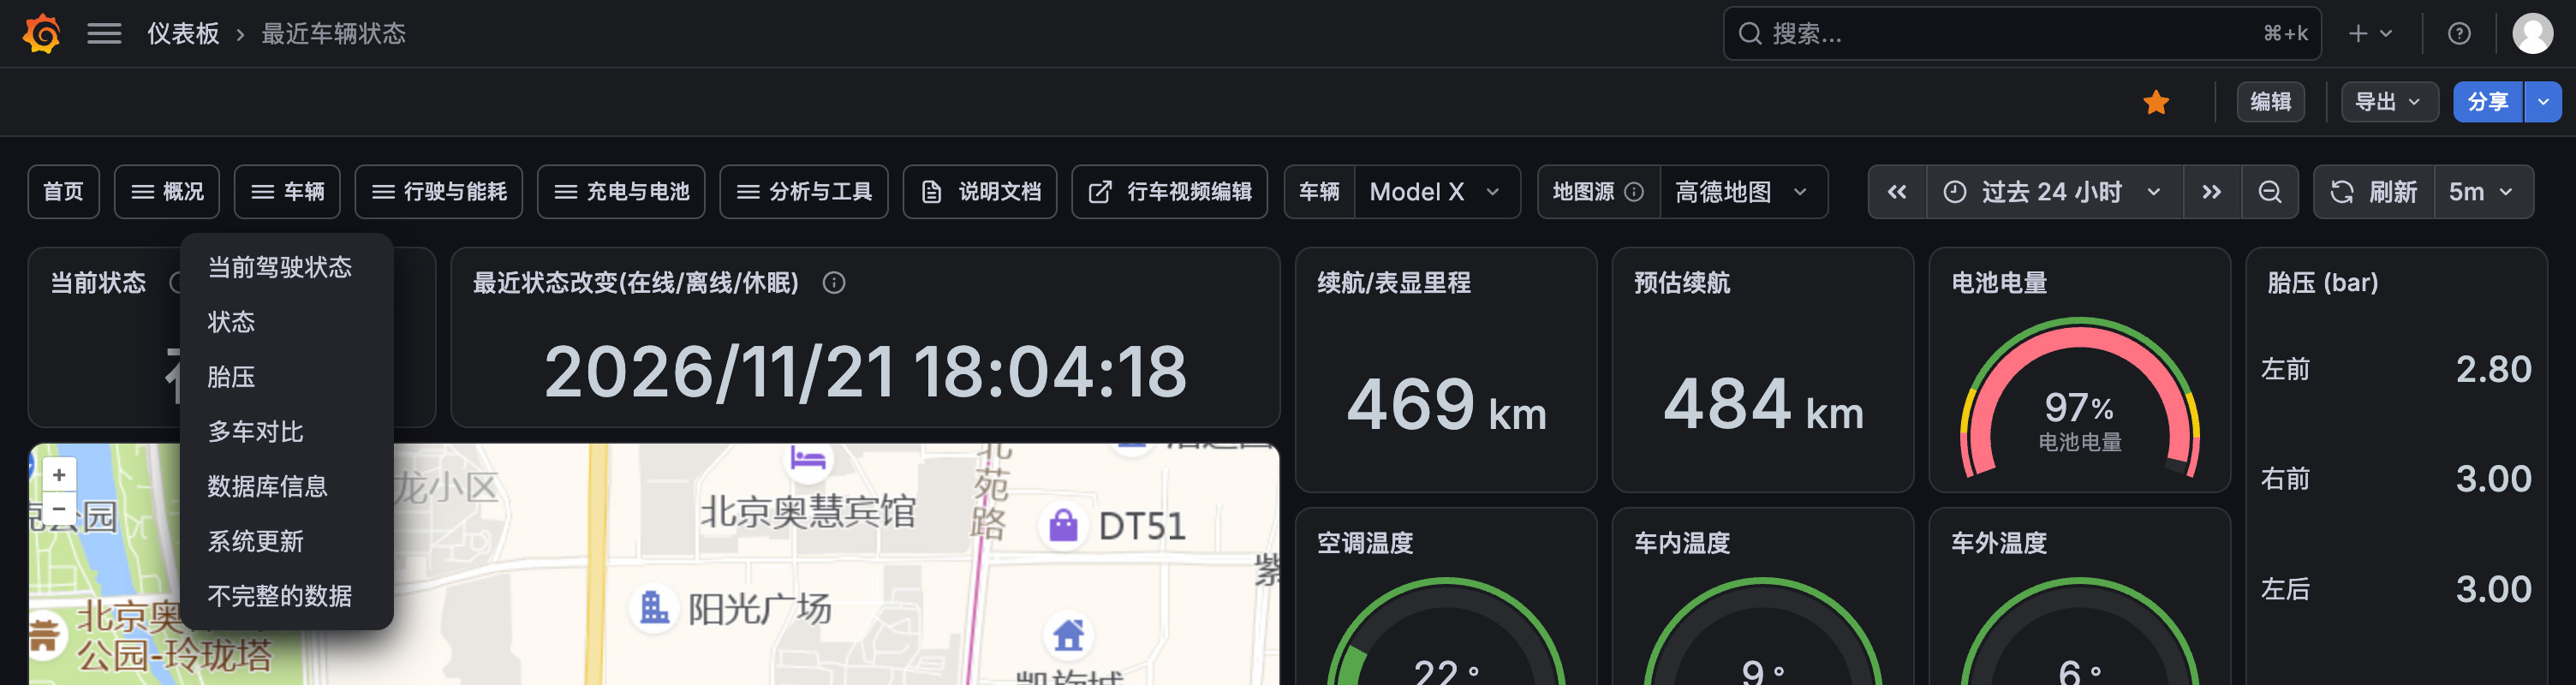 仪表板 › 最近车辆状态
搜索... ⌘+k
编辑 导出 分享
首页 概况 车辆 行驶与能耗 充电与电池 分析与工具 说明文档 行车视频编辑 车辆 Model X 地图源 高德地图 过去 24 小时 刷新 5m
当前状态
当前驾驶状态
状态
胎压
多车对比
数据库信息
系统更新
不完整的数据
最近状态改变(在线/离线/休眠)
2026/11/21 18:04:18
续航/表显里程
469 km
预估续航
484 km
电池电量
97%
电池电量
胎压 (bar)
左前 2.80
右前 3.00
左后 3.00
空调温度
22 °
车内温度
9 °
车外温度
6 °
+
−
公园
龙小区
北京奥慧宾馆
北苑路
DT51
紫
阳光广场
北京奥
公园-玲珑塔
凯旋城